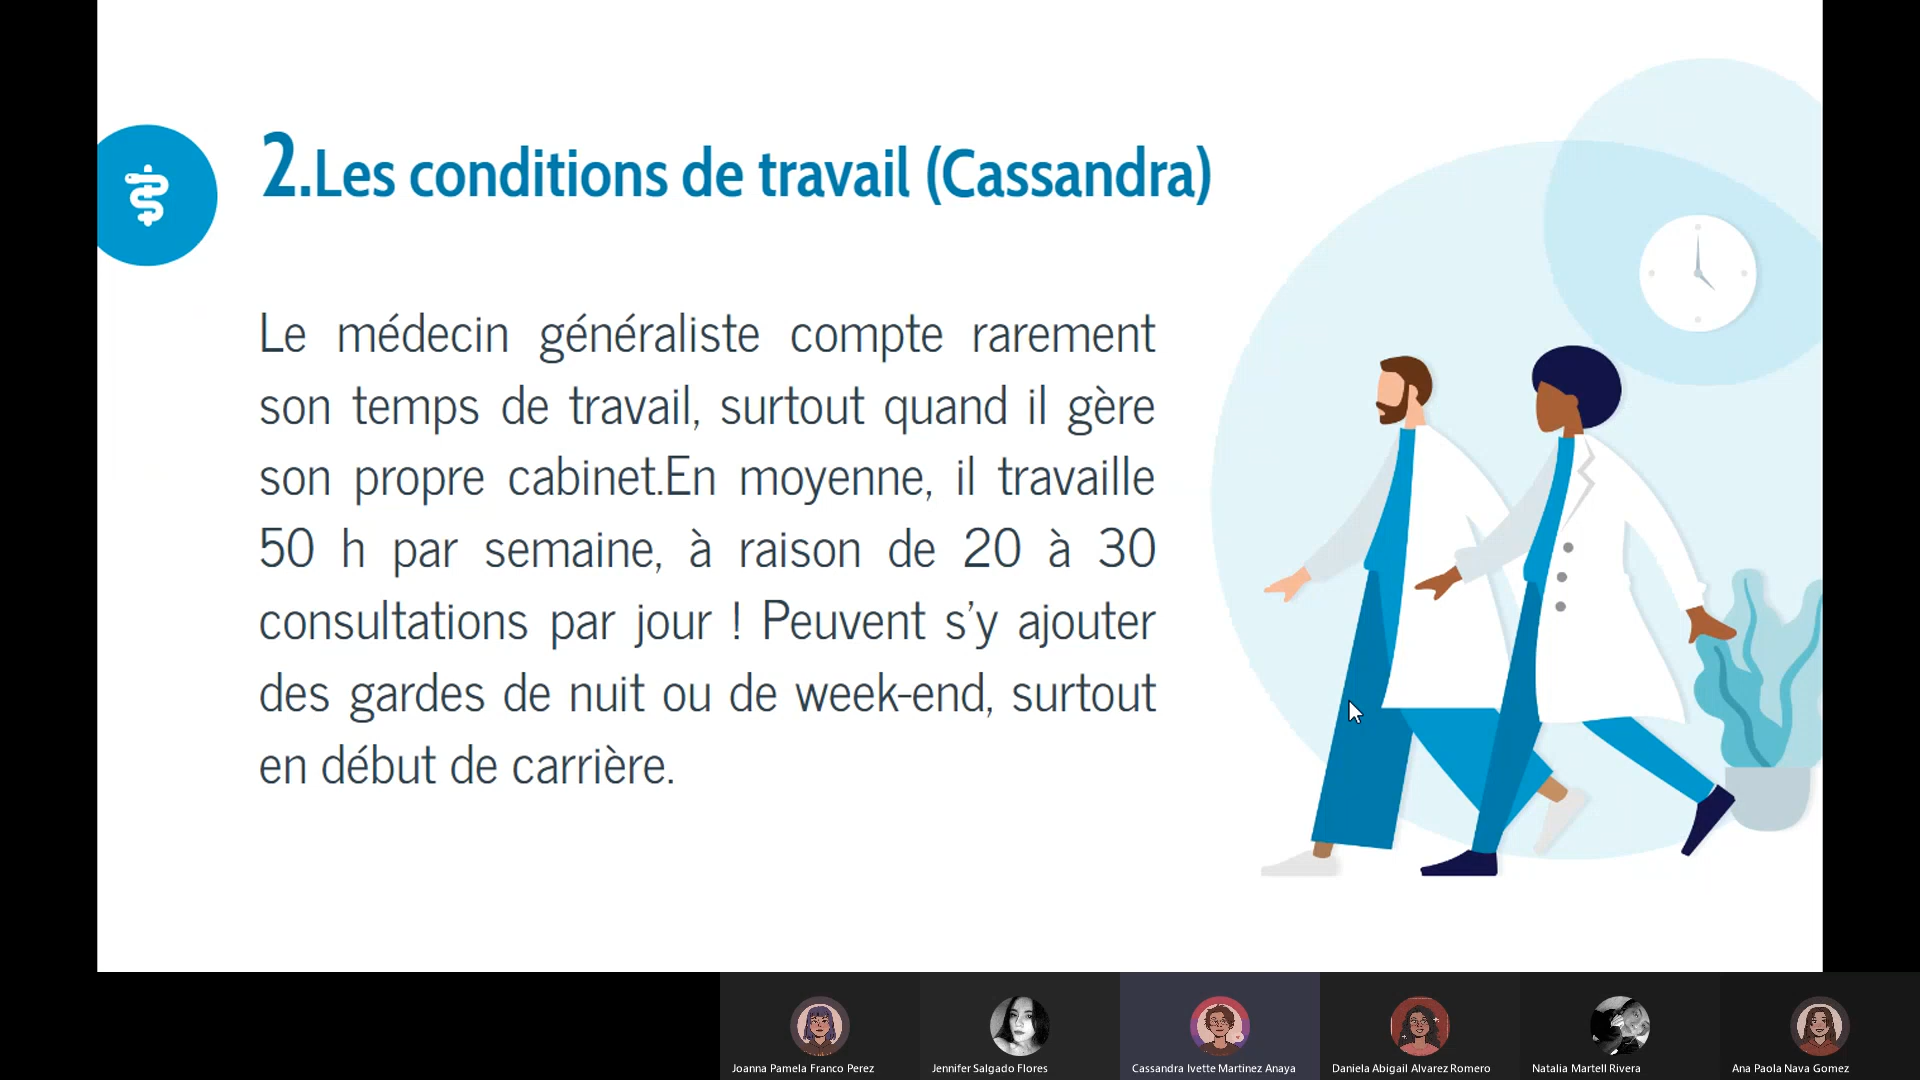 2.Les conditions de travail (Cassandra)
Le médecin généraliste compte rarement
son temps de travail, surtout quand il gère
son propre cabinet.En moyenne, il travaille
50 h par semaine, à raison de 20 à 30
consultations par jour ! Peuvent s’y ajouter
des gardes de nuit ou de week-end, surtout
en début de carrière.
Joanna Pamela Franco Perez
Jennifer Salgado Flores
Cassandra Ivette Martinez Anaya
Daniela Abigail Alvarez Romero
Natalia Martell Rivera
Ana Paola Nava Gomez